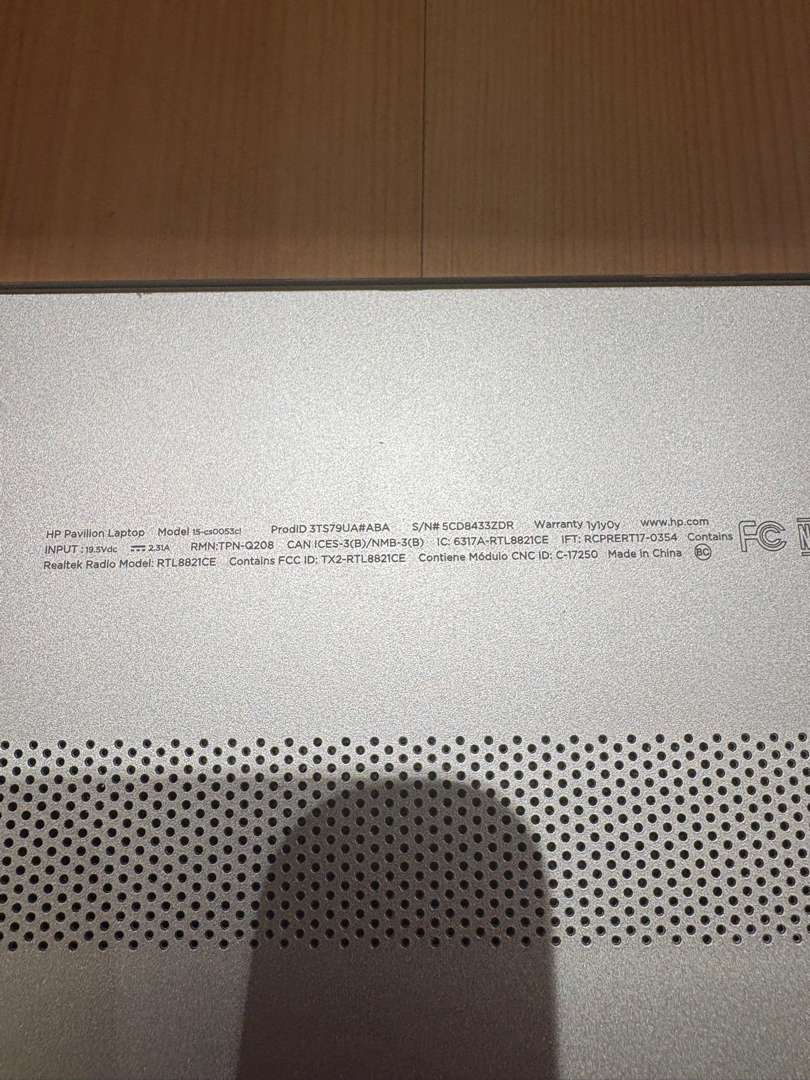 HP Pavilion Laptop Model 15-cs0053cl ProdID 3TS79UA#ABA S/N# 5CD8433ZDR Warranty 1y1y0y www.hp.com
INPUT : 19.5Vdc ⎓ 2.31A RMN:TPN-Q208 CAN ICES-3(B)/NMB-3(B) IC: 6317A-RTL8821CE IFT: RCPRERT17-0354 Contains FC
Realtek Radio Model: RTL8821CE Contains FCC ID: TX2-RTL8821CE Contiene Módulo CNC ID: C-17250 Made in China BC